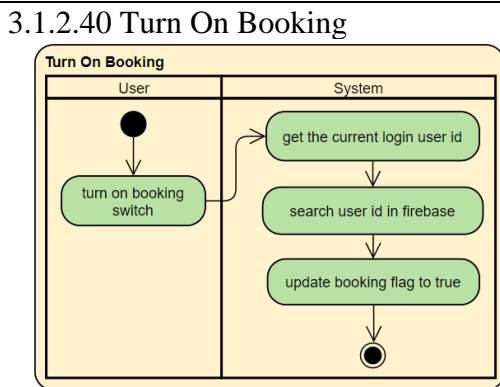 3.1.2.40 Turn On Booking
Turn On Booking
User
System
get the current login user id
turn on booking
switch
search user id in firebase
update booking flag to true